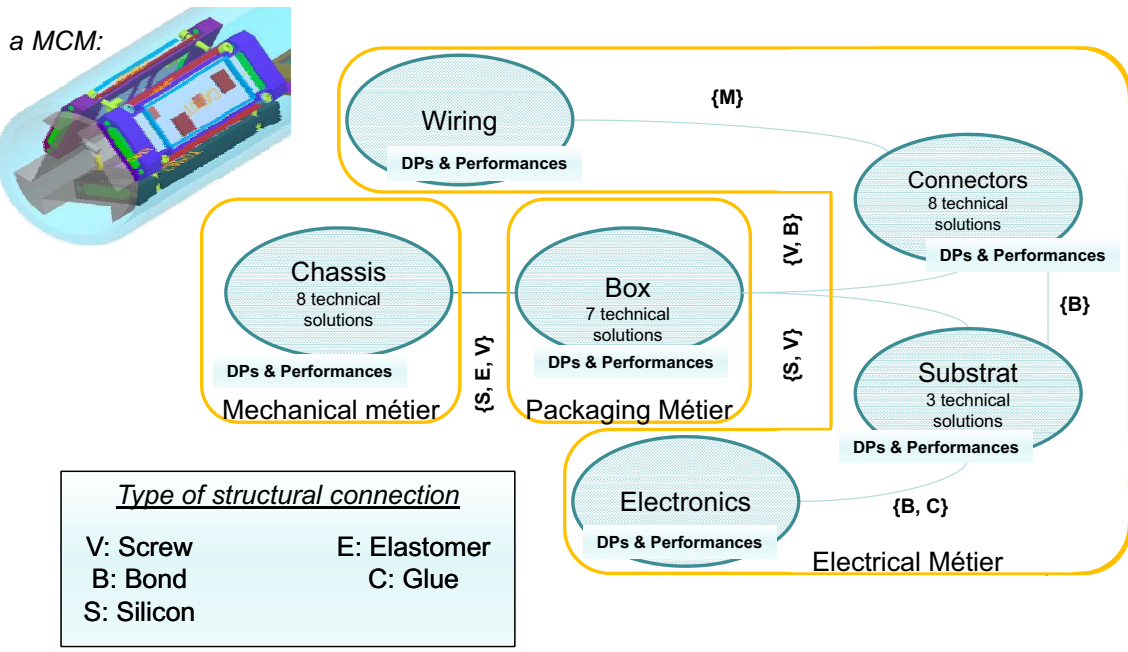 a MCM:
Wiring
DPs & Performances
{M}
Connectors
8 technical
solutions
DPs & Performances
{V, B}
{B}
Chassis
8 technical
solutions
DPs & Performances
Mechanical métier
{S, E, V}
Box
7 technical
solutions
DPs & Performances
Packaging Métier
{S, V}
Substrat
3 technical
solutions
DPs & Performances
Electronics
DPs & Performances
{B, C}
Electrical Métier
Type of structural connection
V: Screw
E: Elastomer
B: Bond
C: Glue
S: Silicon